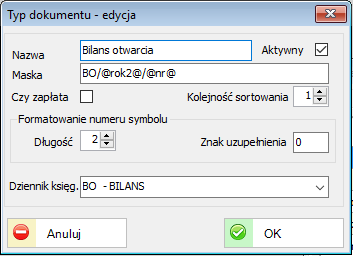 Typ dokumentu - edycja
Nazwa Bilans otwarcia Aktywny
Maska BO/@rok2@/@nr@
Czy zapłata Kolejność sortowania 1
Formatowanie numeru symbolu
Długość 2 Znak uzupełnienia 0
Dziennik księg. BO - BILANS
Anuluj OK